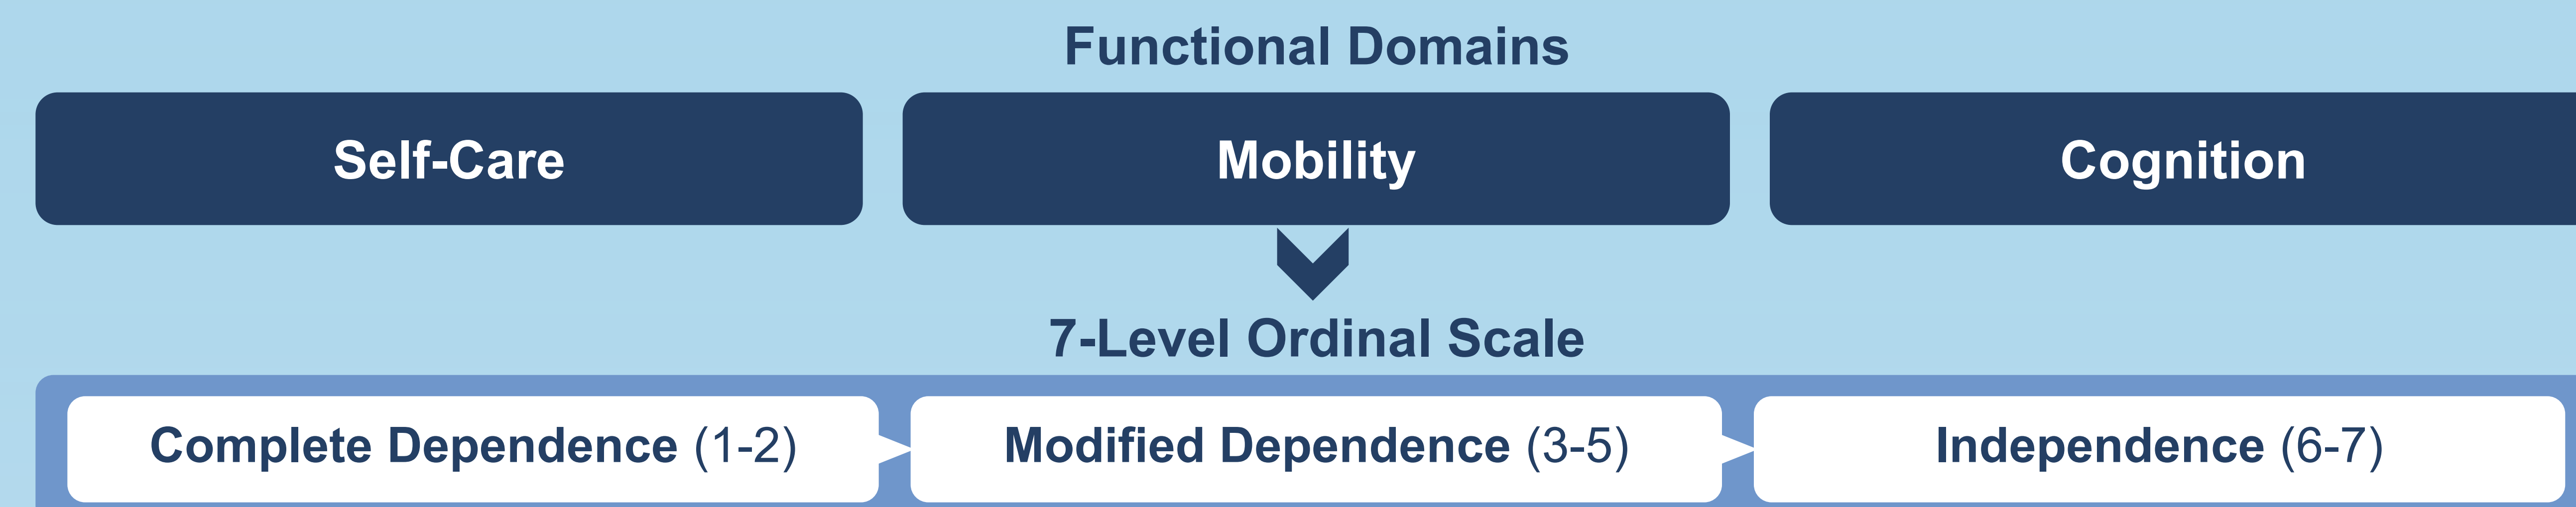 Functional Domains
Self-Care
Mobility
Cognition
7-Level Ordinal Scale
Complete Dependence (1-2)
Modified Dependence (3-5)
Independence (6-7)